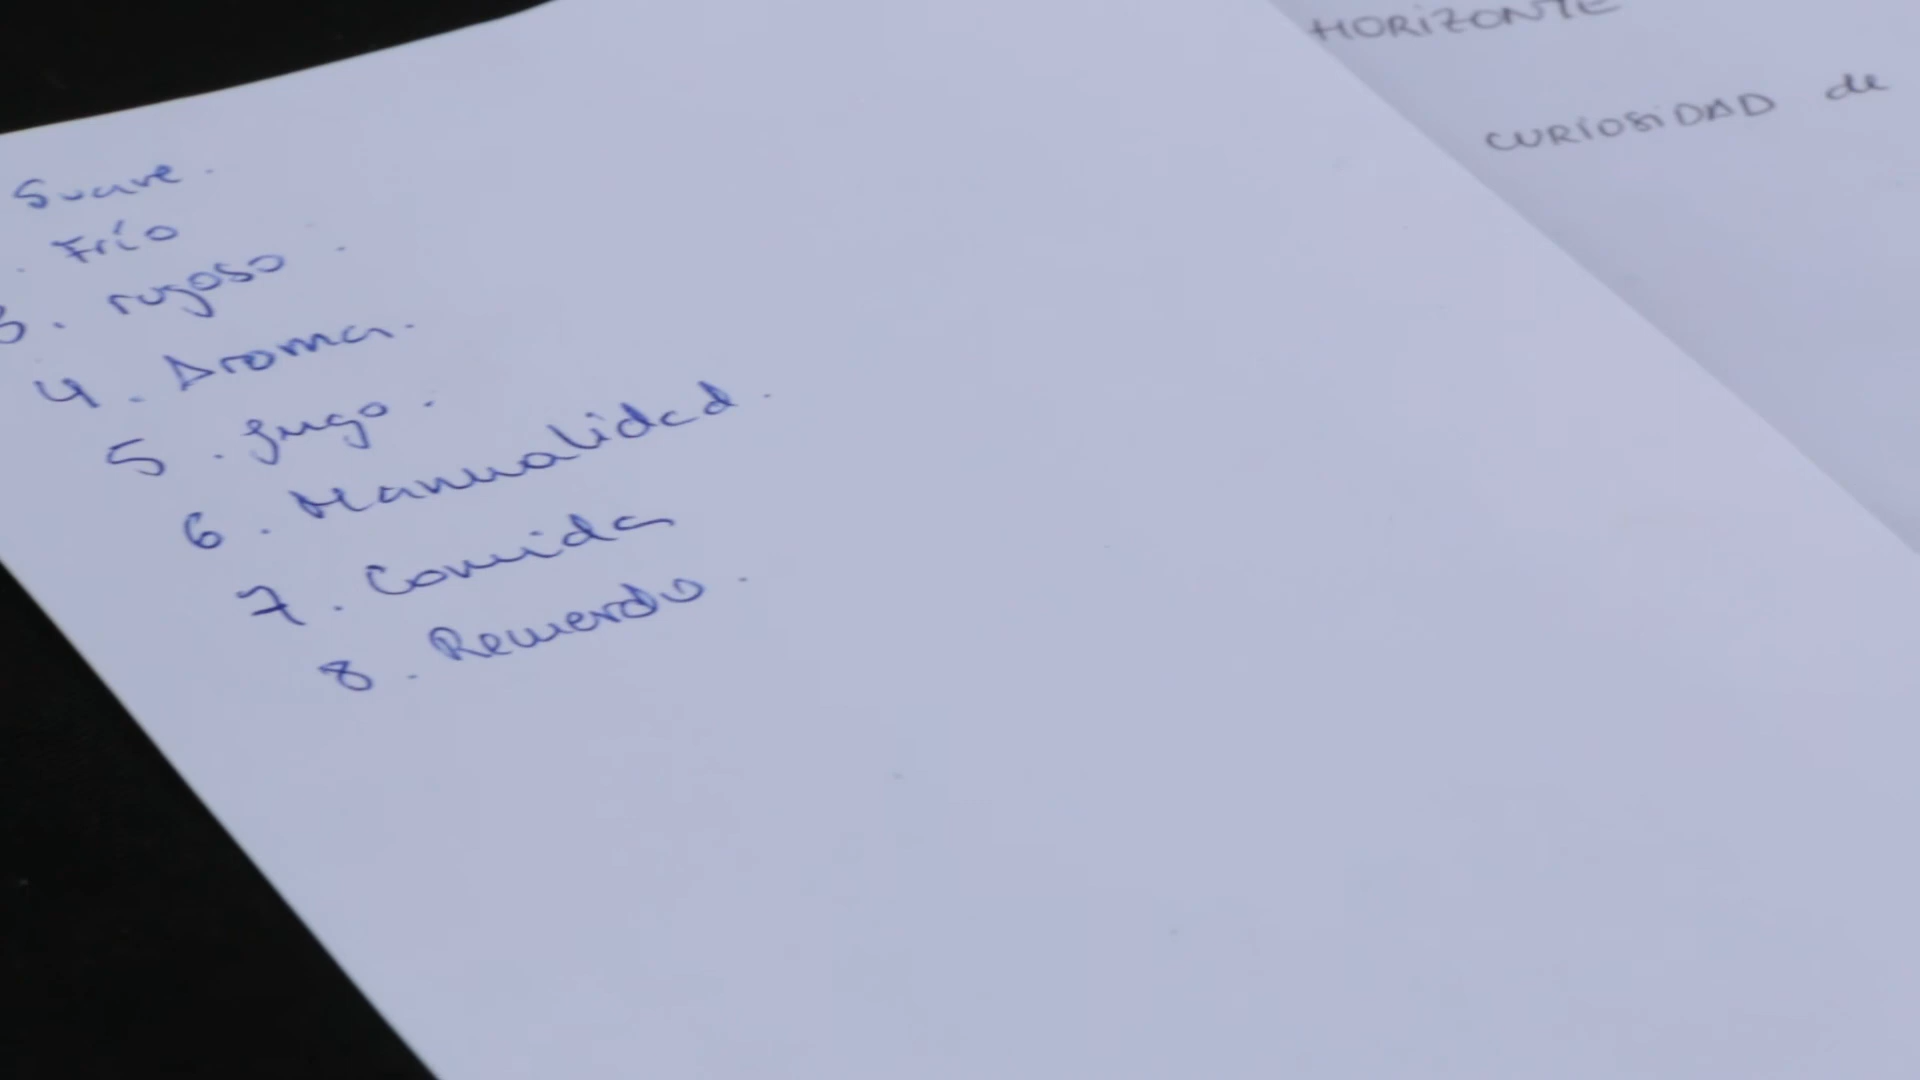 Suave.
. Frío
3. rugoso.
4. Aroma.
5. Jugo.
6. Manualidad.
7. Comida
8. Recuerdo.
HORIZONTE
CURIOSIDAD de